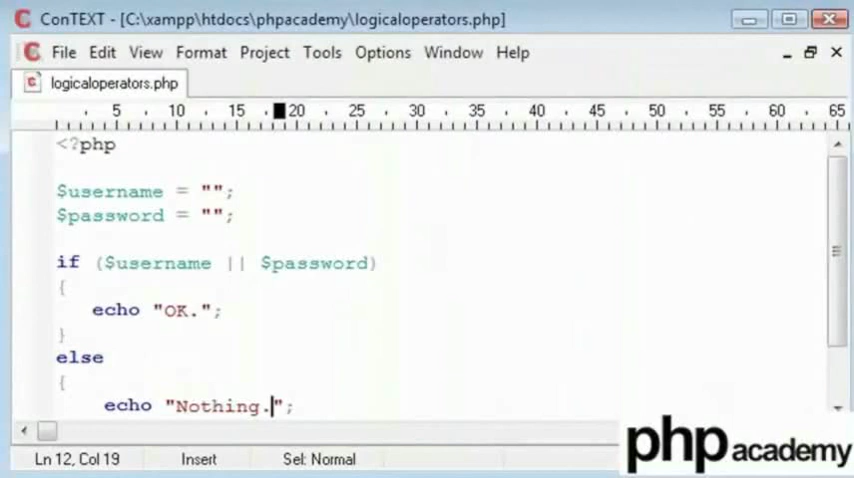 ConTEXT - [C:\xampp\htdocs\phpacademy\logicaloperators.php]
File Edit View Format Project Tools Options Window Help
logicaloperators.php
5 10 15 20 25 30 35 40 45 50 55 60 65
<?php
$username = "";
$password = "";
if ($username || $password)
{
echo "OK.";
}
else
{
echo "Nothing.";
Ln 12, Col 19 Insert Sel: Normal
php academy